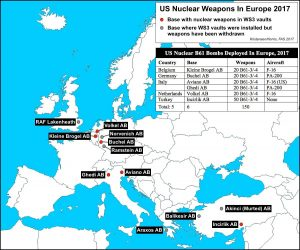 US Nuclear Weapons In Europe, 2017
Base with nuclear weapons in WS3 vaults
Base where WS3 vaults were installed but
weapons have been withdrawn
Kristensen/Norris, FAS 2017
US Nuclear B61 Bombs Deployed In Europe, 2017
Country Base Weapons Aircraft
Belgium Kleine Brogel AB 20 B61-3/4 F-16
Germany Buchel AB 20 B61-3/4 PA-200
Italy Aviano AB 20 B61-3/4 F-16 (US)
Ghedi AB 20 B61-3/4 PA-200
Netherlands Volkel AB 20 B61-3/4 F-16
Turkey Incirlik AB 50 B61-3/4 None
Total: 5 6 150
RAF Lakenheath
Volkel AB
Kleine Brogel AB
Norvenich AB
Buchel AB
Ramstein AB
Ghedi AB
Aviano AB
Akinci (Murted) AB
Balikesir AB
Incirlik AB
Araxos AB